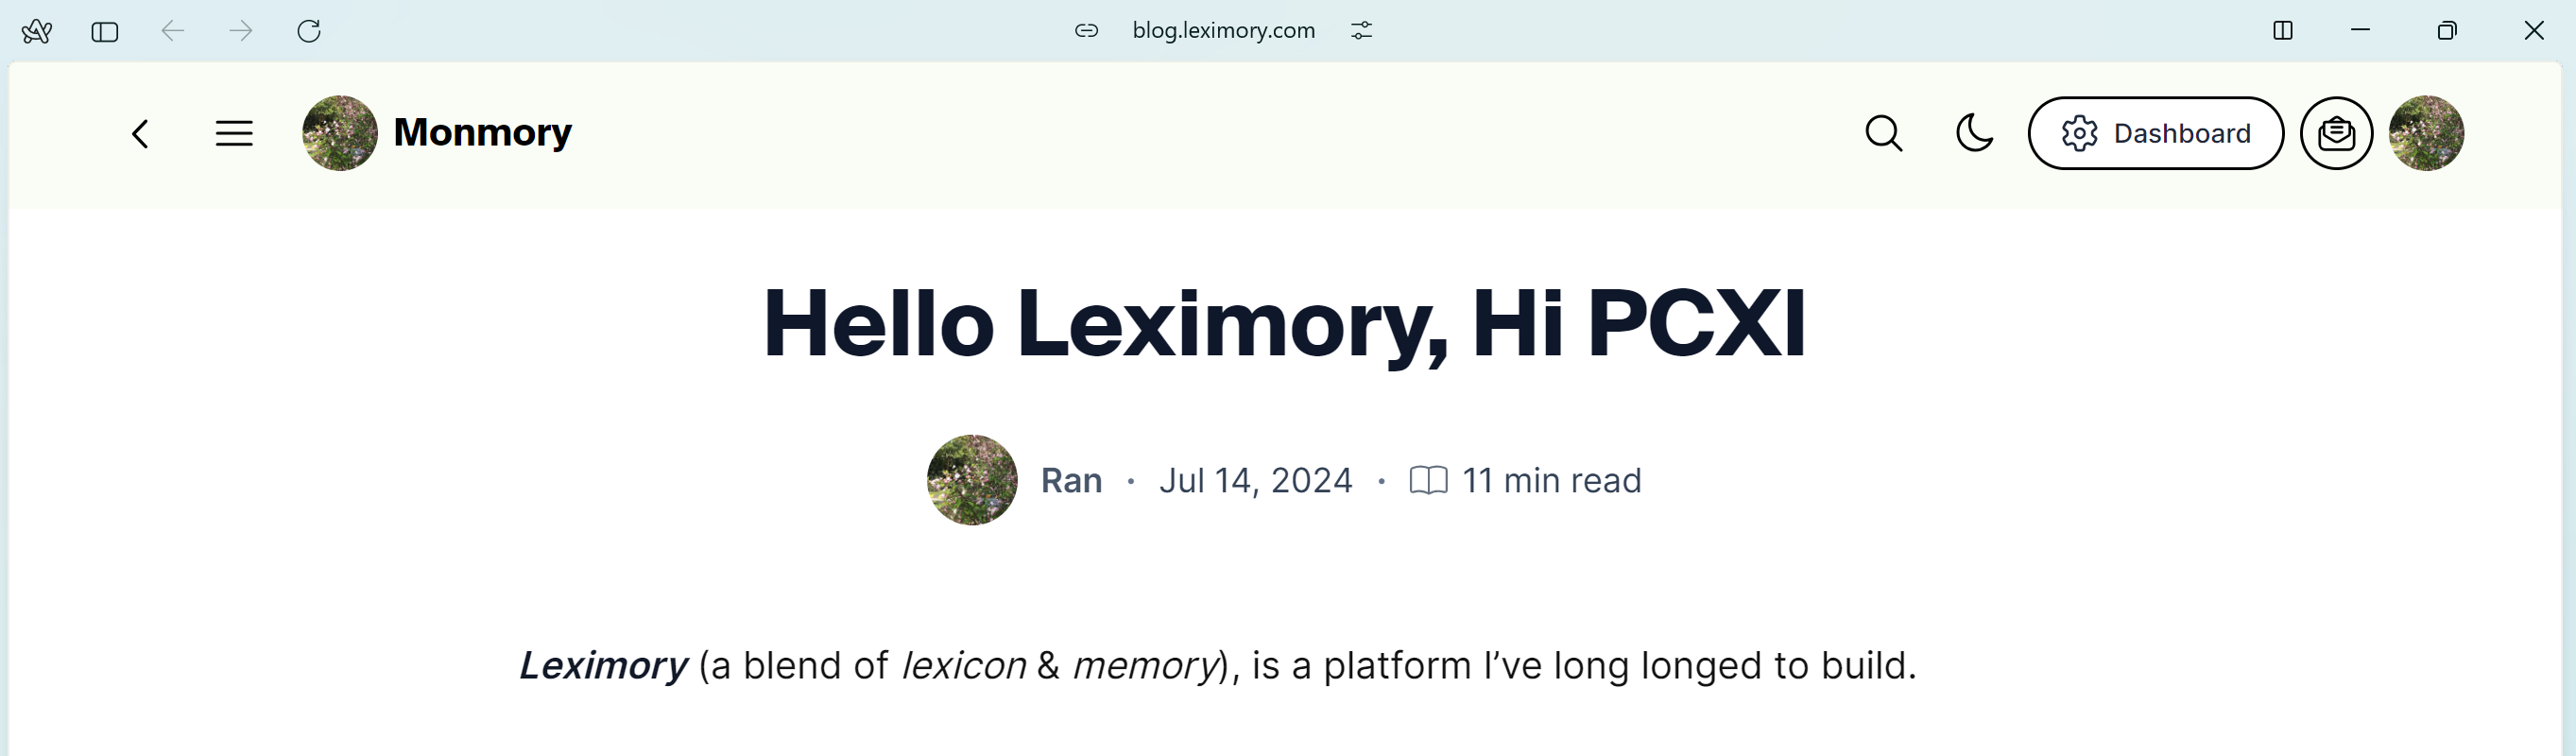 blog.leximory.com
Monmory
Dashboard
Hello Leximory, Hi PCXI
Ran · Jul 14, 2024 · 11 min read
Leximory (a blend of lexicon & memory), is a platform I’ve long longed to build.